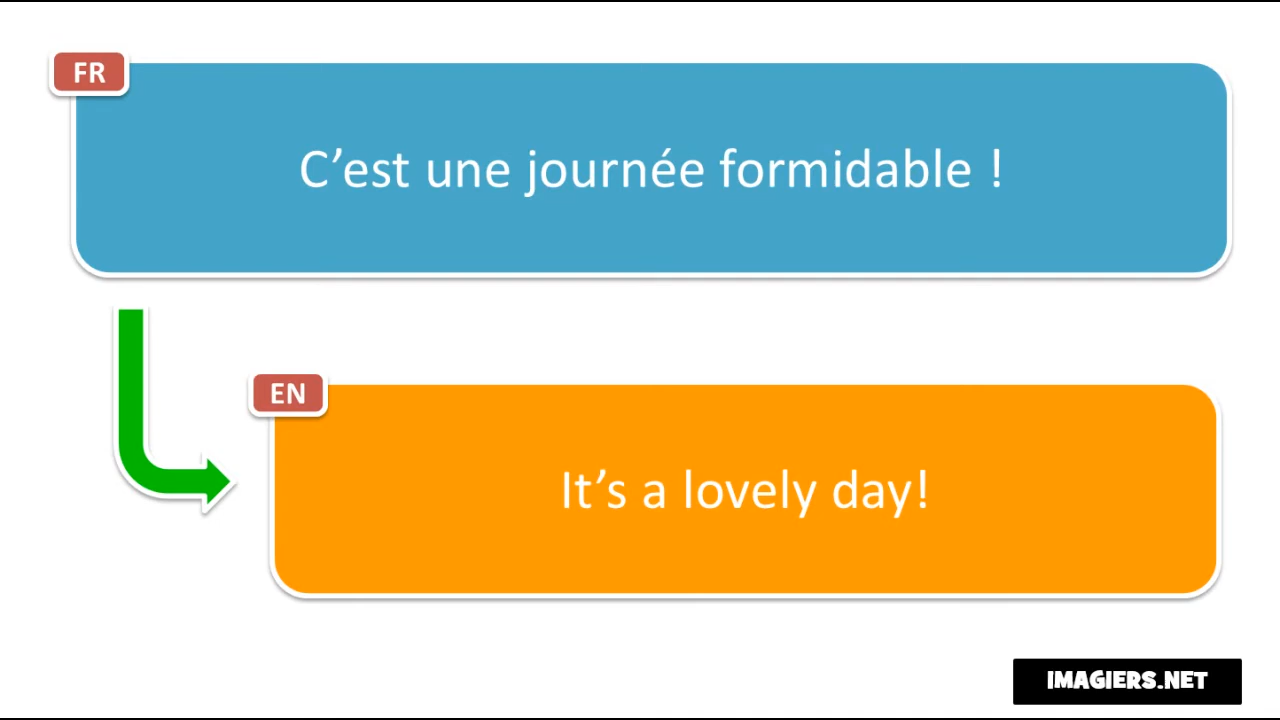 FR
C’est une journée formidable !
EN
It’s a lovely day!
IMAGIERS.NET